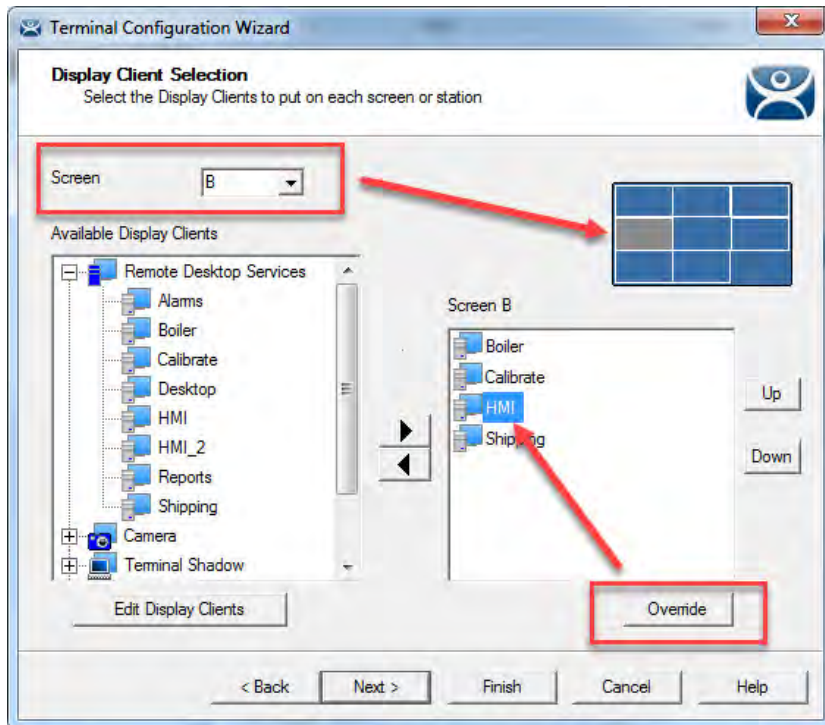 Terminal Configuration Wizard
Display Client Selection
Select the Display Clients to put on each screen or station
Screen
B
Available Display Clients
Remote Desktop Services
Alarms
Boiler
Calibrate
Desktop
HMI
HMI_2
Reports
Shipping
Camera
Terminal Shadow
Edit Display Clients
Screen B
Boiler
Calibrate
HMI
Shipping
Up
Down
Override
< Back
Next >
Finish
Cancel
Help